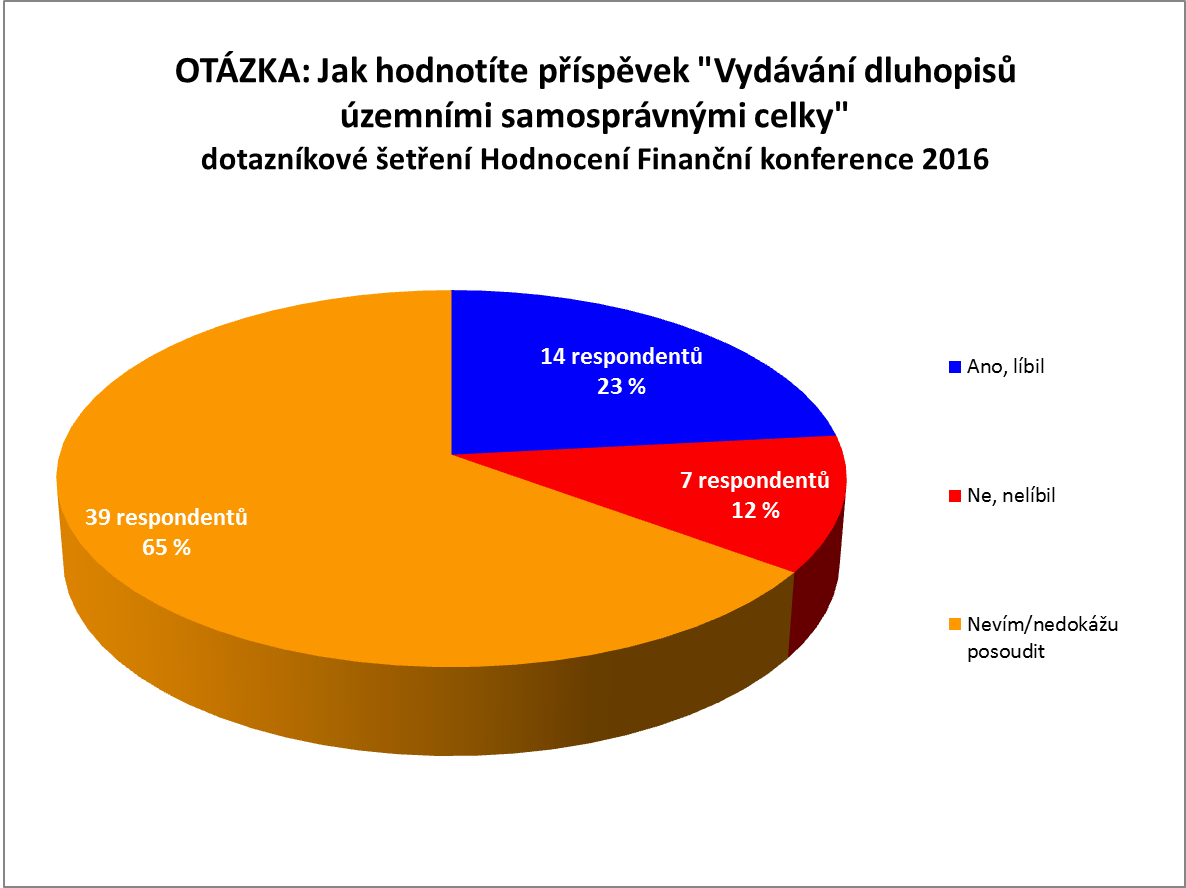 OTÁZKA: Jak hodnotíte příspěvek "Vydávání dluhopisů
územními samosprávnými celky"
dotazníkové šetření Hodnocení Finanční konference 2016
14 respondentů
23 %
7 respondentů
12 %
39 respondentů
65 %
Ano, líbil
Ne, nelíbil
Nevím/nedokážu
posoudit